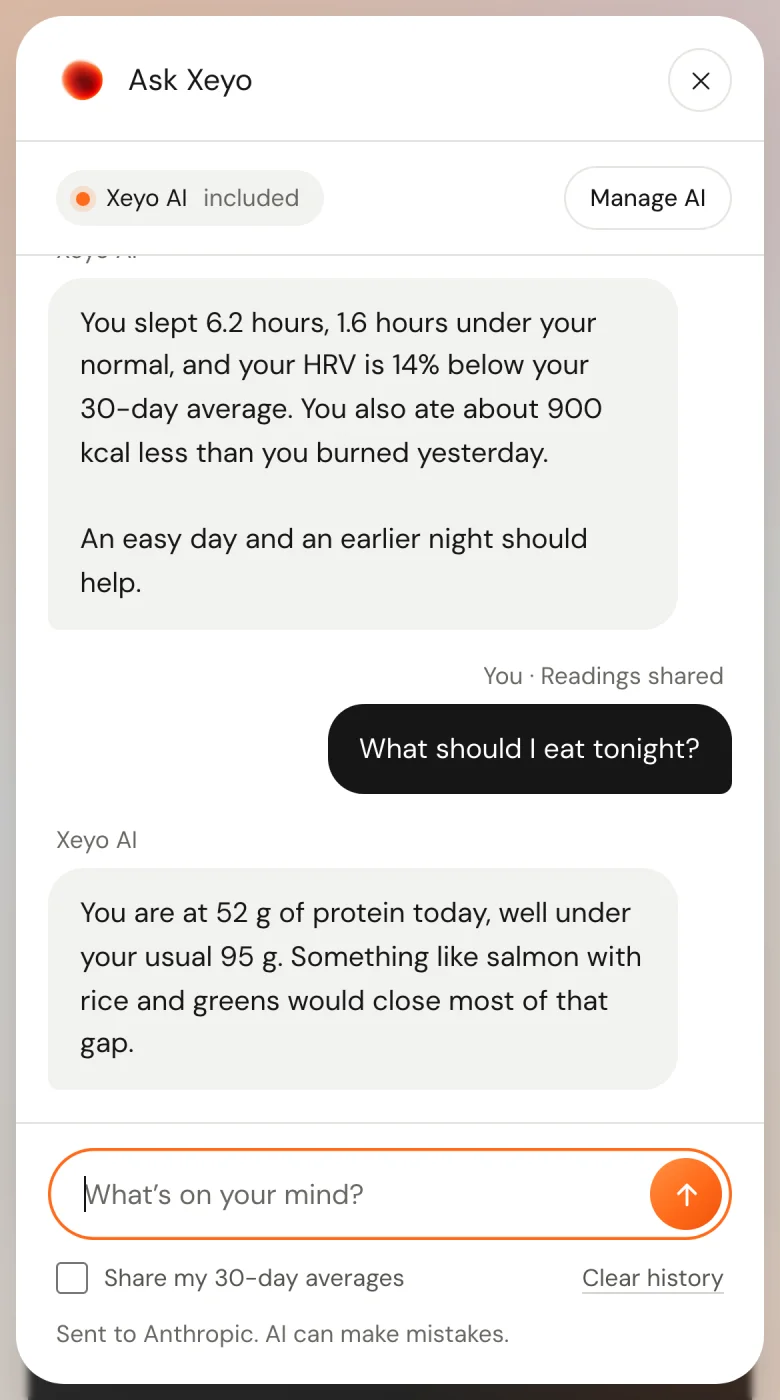 Ask Xeyo
Xeyo AI included
Manage AI
Xeyo AI
You slept 6.2 hours, 1.6 hours under your
normal, and your HRV is 14% below your
30-day average. You also ate about 900
kcal less than you burned yesterday.
An easy day and an earlier night should
help.
You · Readings shared
What should I eat tonight?
Xeyo AI
You are at 52 g of protein today, well under
your usual 95 g. Something like salmon with
rice and greens would close most of that
gap.
What’s on your mind?
Share my 30-day averages
Clear history
Sent to Anthropic. AI can make mistakes.